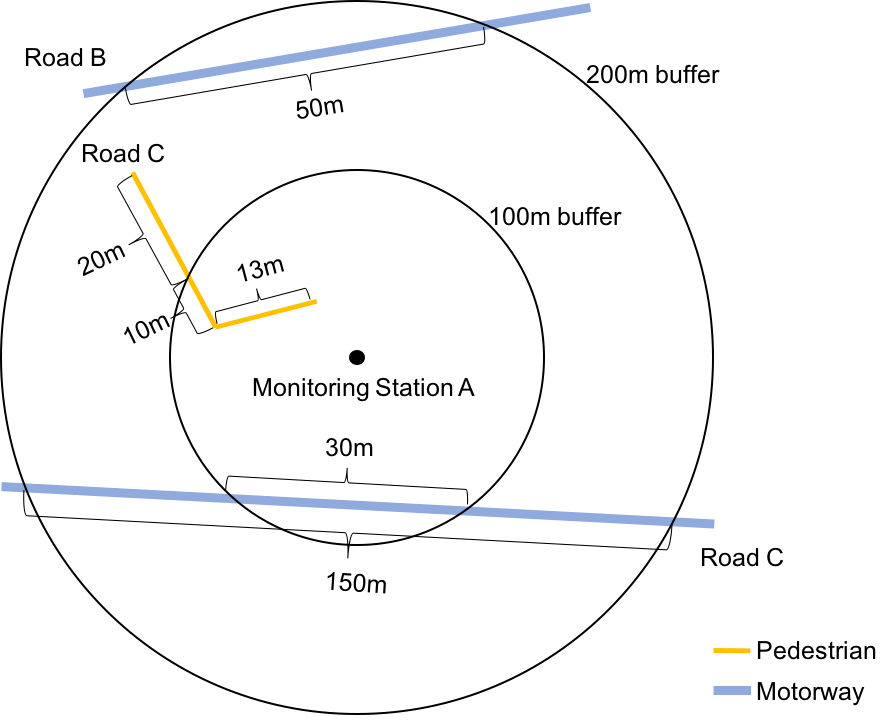 Road B
200m buffer
50m
Road C
100m buffer
20m
13m
10m
Monitoring Station A
30m
Road C
150m
Pedestrian
Motorway